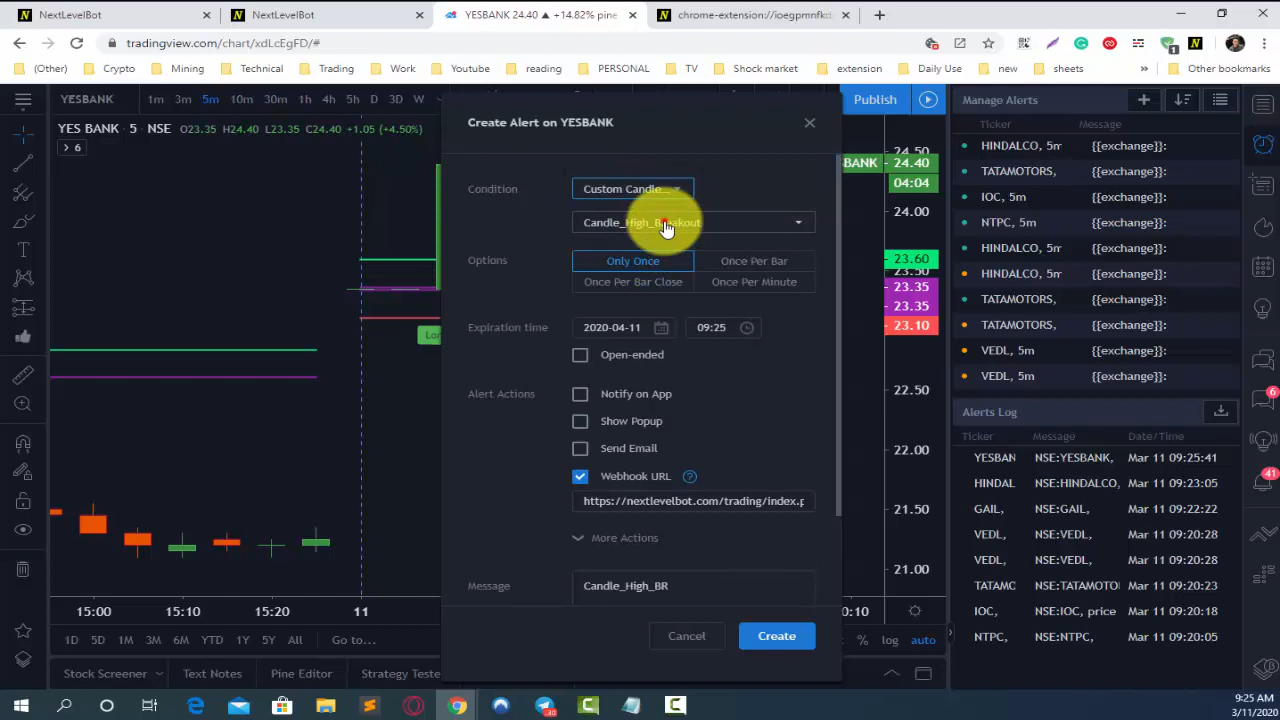 NextLevelBot
NextLevelBot
YESBANK 24.40 ▲ +14.82% pine
chrome-extension://ioegpmnfkdi
tradingview.com/chart/xdLcEgFD/#
(Other)
Crypto
Mining
Technical
Trading
Work
Youtube
reading
PERSONAL
TV
Shock market
extension
Daily Use
new
sheets
»
Other bookmarks
YESBANK
1m 3m 5m 10m 30m 1h 4h 5h D 3D W
Publish
YES BANK · 5 · NSE
O23.35 H24.40 L23.35 C24.40 +1.05 (+4.50%)
> 6
Create Alert on YESBANK
Condition
Custom Candle_
Candle_High_Breakout
Options
Only Once
Once Per Bar
Once Per Bar Close
Once Per Minute
Expiration time
2020-04-11
09:25
Open-ended
Alert Actions
Notify on App
Show Popup
Send Email
Webhook URL
?
https://nextlevelbot.com/trading/index.p
More Actions
Message
Candle_High_BR
Cancel
Create
24.50
BANK
24.40
04:04
24.00
23.60
23.50
23.35
23.35
23.10
22.50
22.00
21.50
21.00
15:00
15:10
15:20
11
0:10
1D 5D 1M 3M 6M YTD 1Y 5Y All Go to...
% log auto
Stock Screener
Text Notes
Pine Editor
Strategy Teste
Manage Alerts
Ticker Message
HINDALCO, 5m {{exchange}}:
TATAMOTORS, {{exchange}}:
IOC, 5m {{exchange}}:
NTPC, 5m {{exchange}}:
HINDALCO, 5m {{exchange}}:
HINDALCO, 5m {{exchange}}:
TATAMOTORS, {{exchange}}:
TATAMOTORS, {{exchange}}:
VEDL, 5m {{exchange}}:
VEDL, 5m {{exchange}}:
Alerts Log
Ticker Message Date/Time
YESBAN NSE:YESBANK, Mar 11 09:25:41
HINDAL NSE:HINDALCO, Mar 11 09:23:05
GAIL, NSE:GAIL, Mar 11 09:22:22
VEDL, NSE:VEDL, Mar 11 09:20:28
VEDL, NSE:VEDL, Mar 11 09:20:28
TATAMC NSE:TATAMOTO Mar 11 09:20:23
IOC, NSE:IOC, price Mar 11 09:20:18
NTPC, NSE:NTPC, Mar 11 09:20:05
6
41
30
9:25 AM
3/11/2020